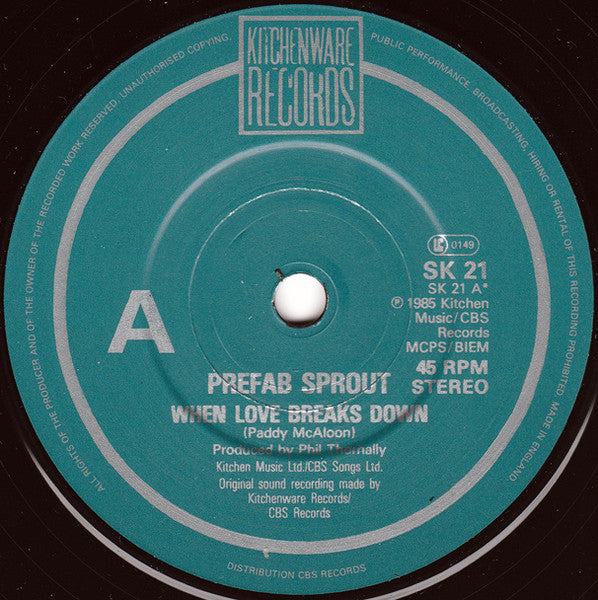 KITCHENWARE
RECORDS
ALL RIGHTS OF THE PRODUCER AND OF THE OWNER OF THE RECORDED WORK RESERVED. UNAUTHORISED COPYING, PUBLIC PERFORMANCE, BROADCASTING, HIRING OR RENTAL OF THIS RECORDING PROHIBITED. MADE IN ENGLAND
A
LC 0149
SK 21
SK 21 A*
℗ 1985 Kitchen
Music/CBS
Records
MCPS/BIEM
45 RPM
STEREO
PREFAB SPROUT
WHEN LOVE BREAKS DOWN
(Paddy McAloon)
Produced by Phil Thornally
Kitchen Music Ltd./CBS Songs Ltd.
Original sound recording made by
Kitchenware Records/
CBS Records
DISTRIBUTION CBS RECORDS